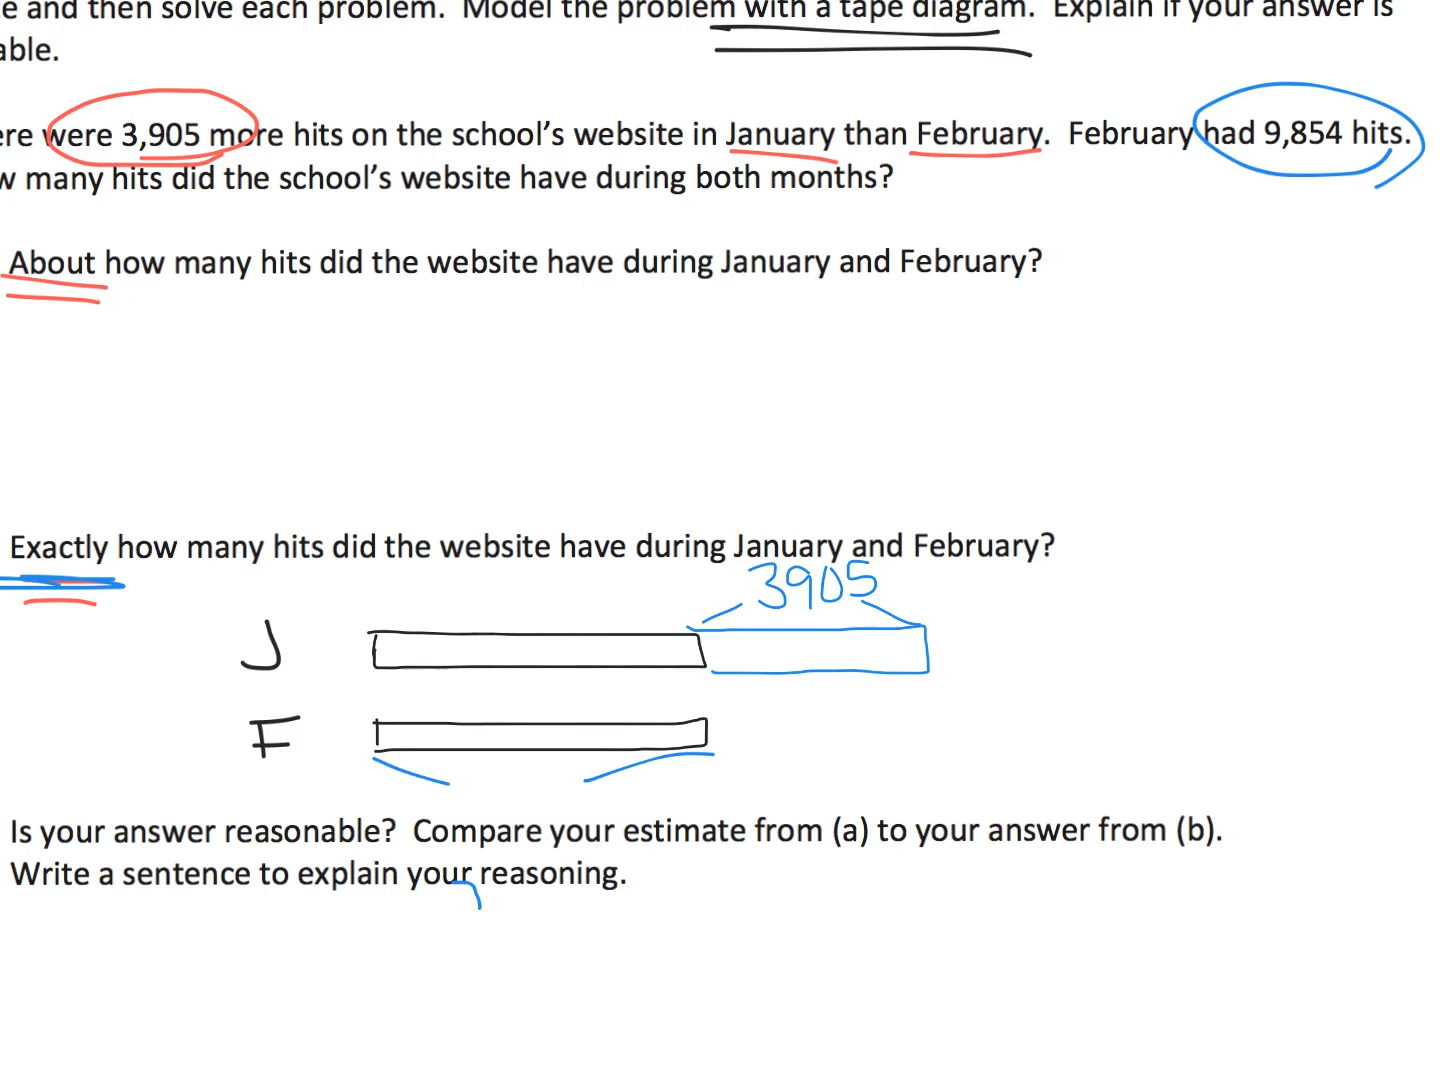 e and then solve each problem. Model the problem with a tape diagram. Explain if your answer is
able.
ere were 3,905 more hits on the school's website in January than February. February had 9,854 hits.
w many hits did the school's website have during both months?
About how many hits did the website have during January and February?
Exactly how many hits did the website have during January and February?
3905
J
F
Is your answer reasonable? Compare your estimate from (a) to your answer from (b).
Write a sentence to explain your reasoning.